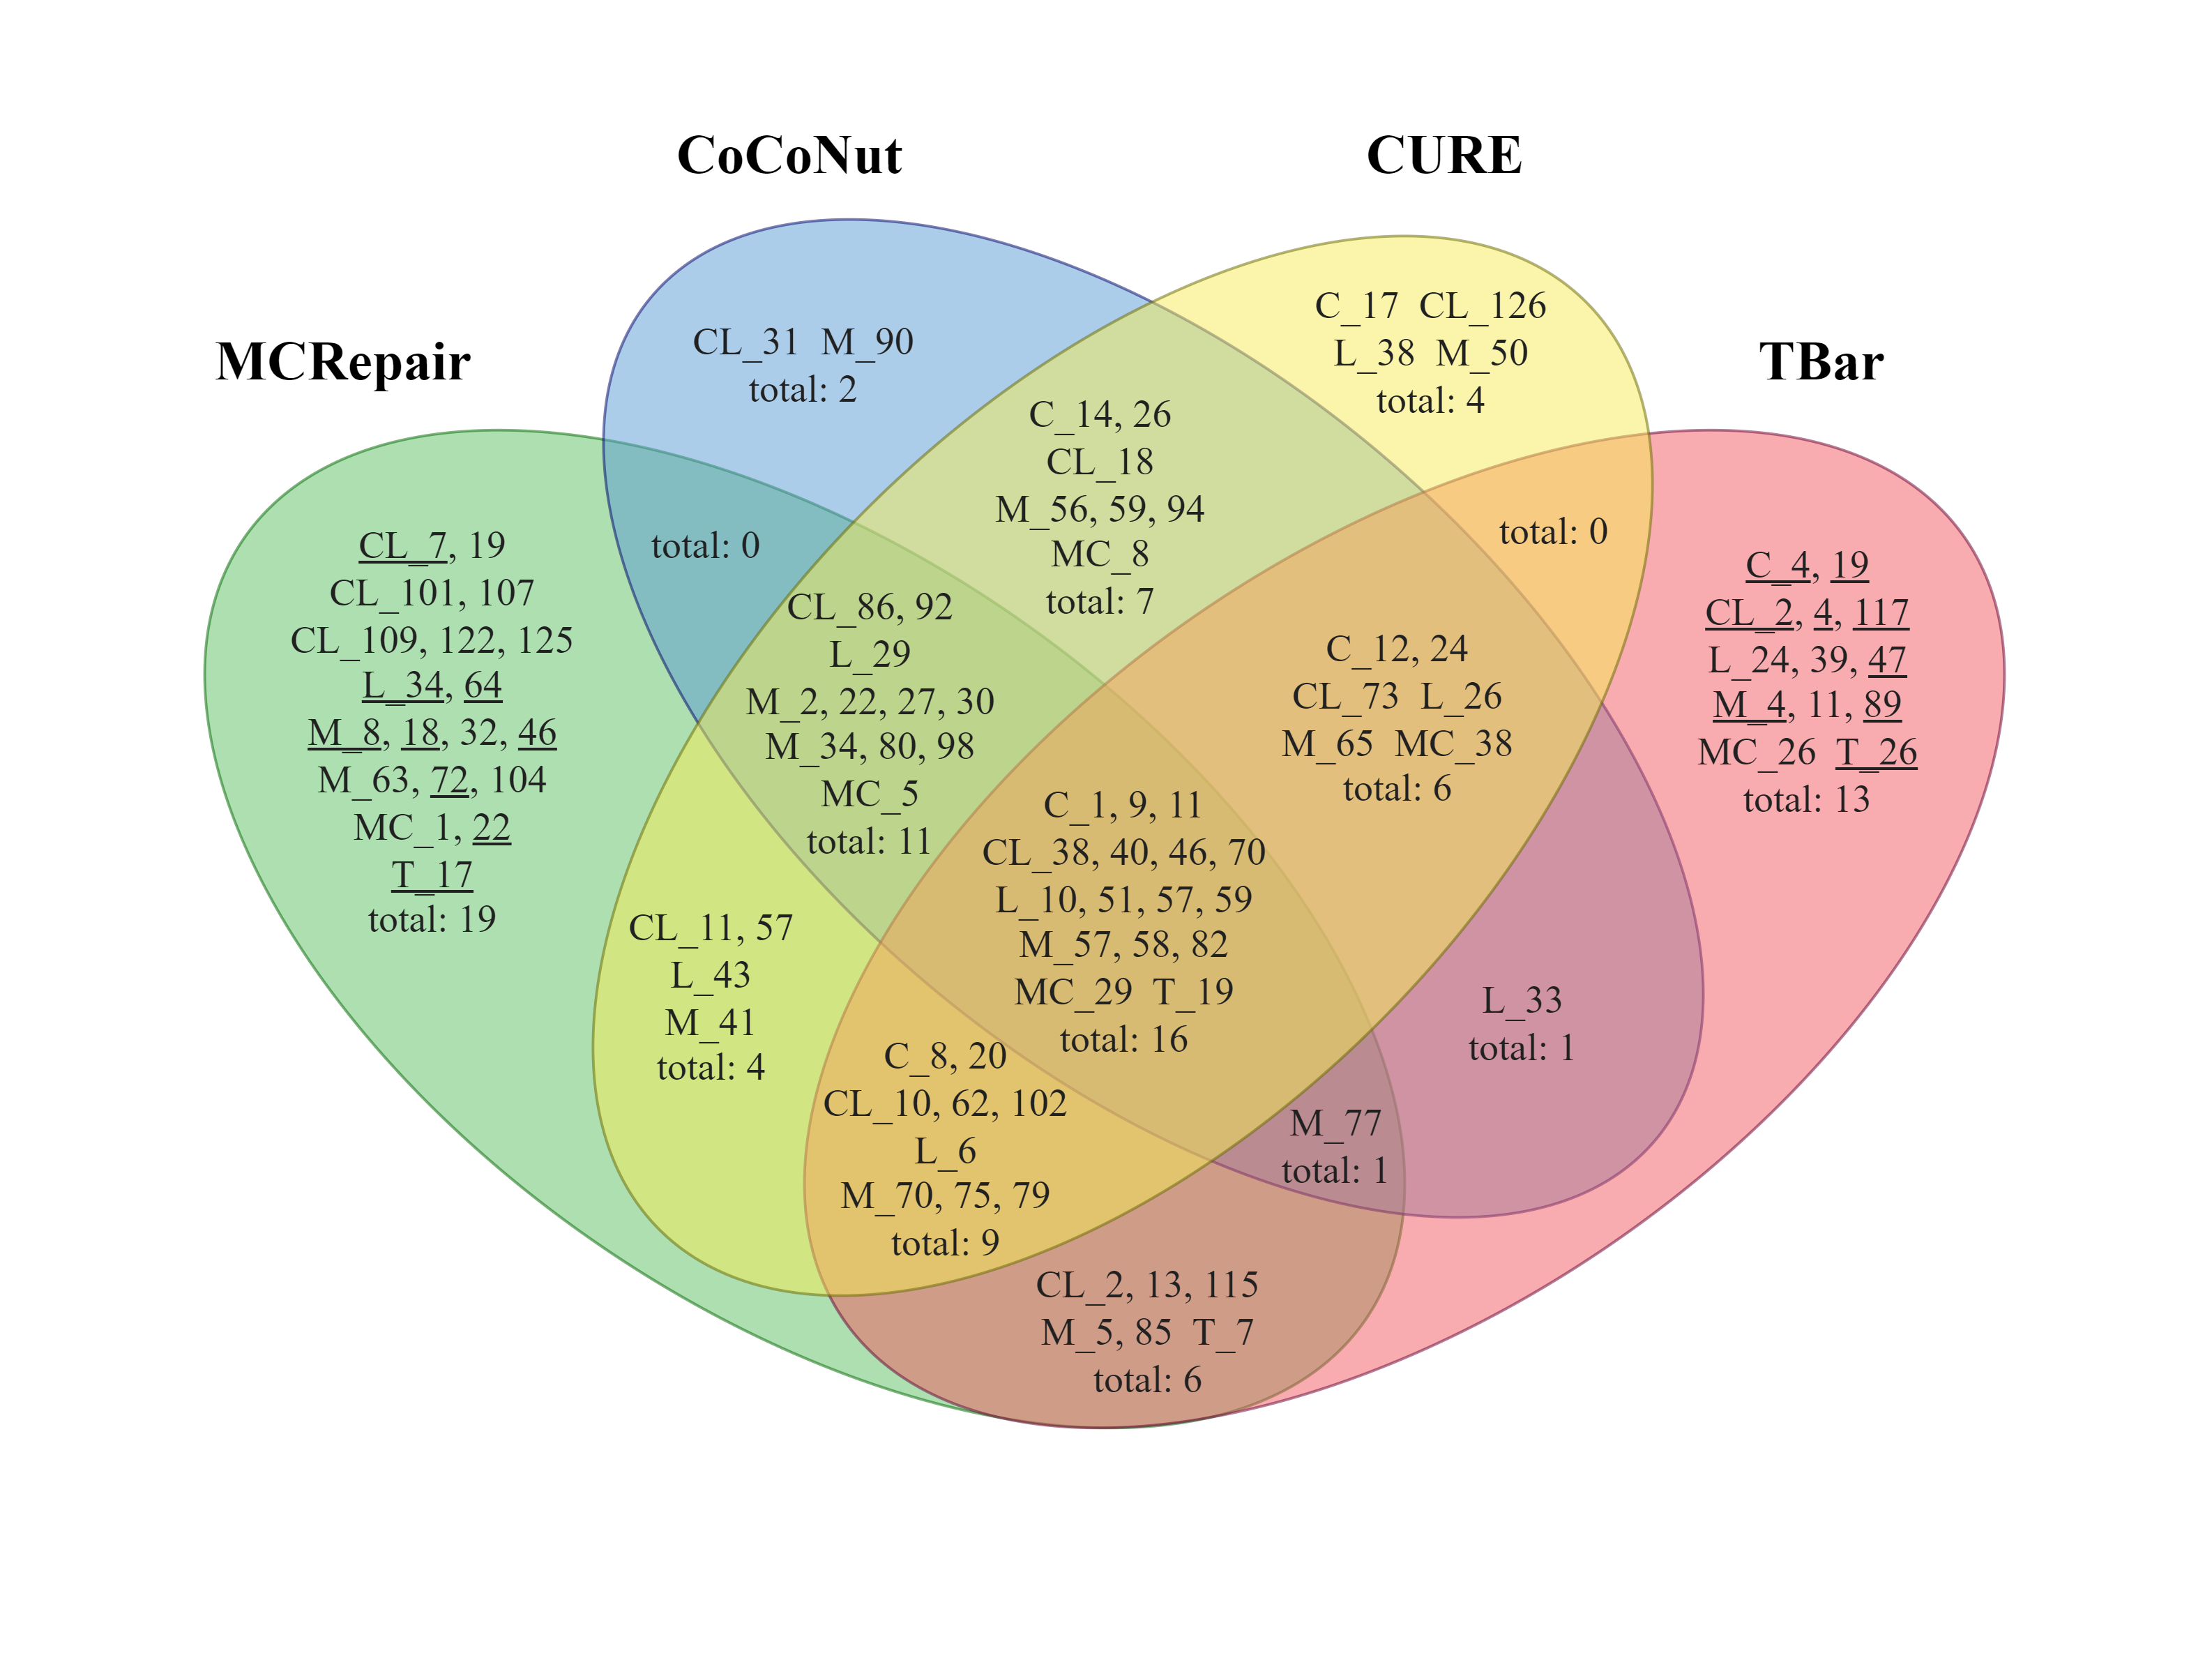 CoCoNut
CURE
MCRepair
TBar
CL_31  M_90
total: 2
C_17  CL_126
L_38  M_50
total: 4
C_14, 26
CL_18
M_56, 59, 94
MC_8
total: 7
total: 0
total: 0
CL_7, 19
CL_101, 107
CL_109, 122, 125
L_34, 64
M_8, 18, 32, 46
M_63, 72, 104
MC_1, 22
T_17
total: 19
CL_86, 92
L_29
M_2, 22, 27, 30
M_34, 80, 98
MC_5
total: 11
C_12, 24
CL_73  L_26
M_65  MC_38
total: 6
C_4, 19
CL_2, 4, 117
L_24, 39, 47
M_4, 11, 89
MC_26  T_26
total: 13
C_1, 9, 11
CL_38, 40, 46, 70
L_10, 51, 57, 59
M_57, 58, 82
MC_29  T_19
total: 16
CL_11, 57
L_43
M_41
total: 4
L_33
total: 1
C_8, 20
CL_10, 62, 102
L_6
M_70, 75, 79
total: 9
M_77
total: 1
CL_2, 13, 115
M_5, 85  T_7
total: 6